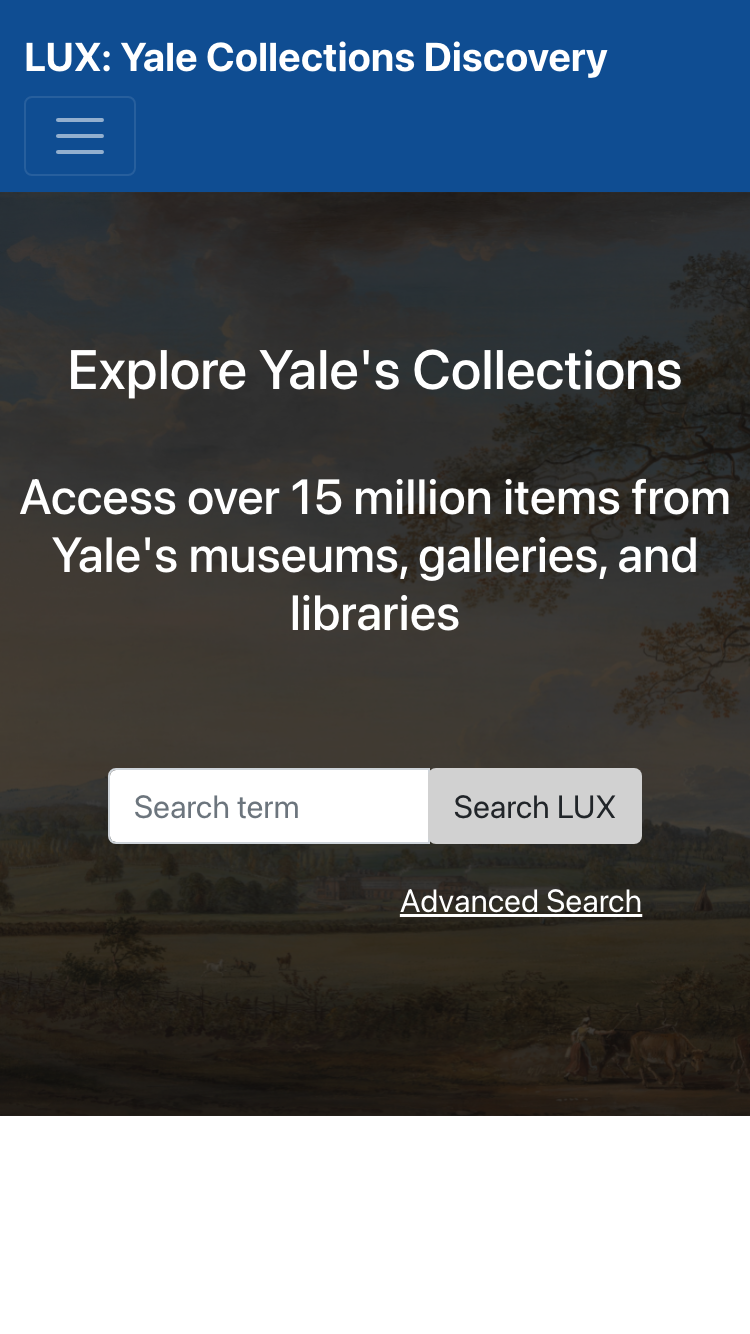 LUX: Yale Collections Discovery
Explore Yale's Collections
Access over 15 million items from
Yale's museums, galleries, and
libraries
Search term
Search LUX
Advanced Search